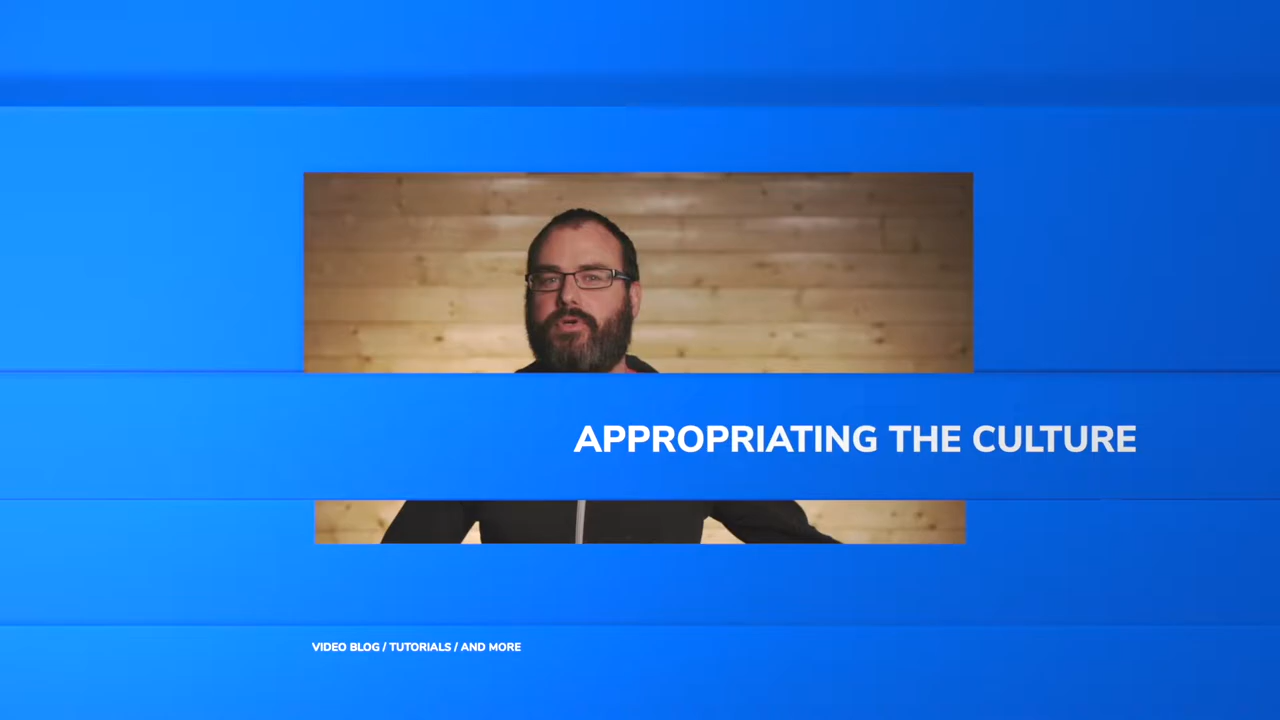 APPROPRIATING THE CULTURE
VIDEO BLOG / TUTORIALS / AND MORE